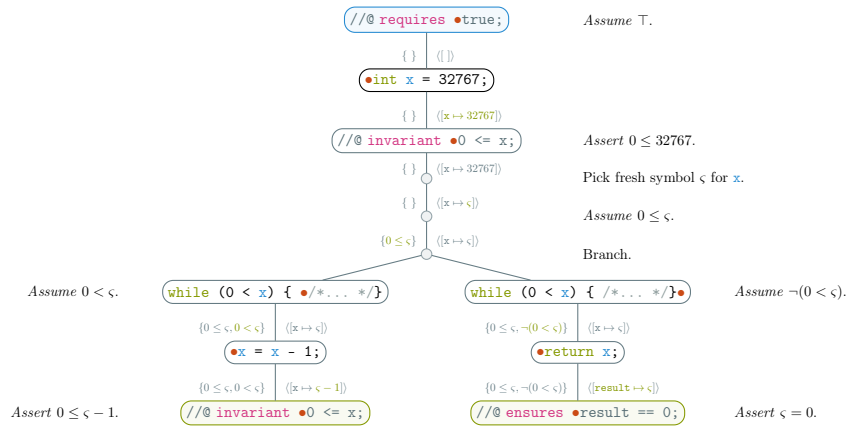 //@ requires •true; Assume ⊤.
{ } ⟨[ ]⟩
•int x = 32767;
{ } ⟨[x ↦ 32767]⟩
//@ invariant •0 <= x; Assert 0 ≤ 32767.
{ } ⟨[x ↦ 32767]⟩
Pick fresh symbol ς for x.
{ } ⟨[x ↦ ς]⟩
Assume 0 ≤ ς.
{0 ≤ ς} ⟨[x ↦ ς]⟩
Branch.
Assume 0 < ς. while (0 < x) { •/*... */} while (0 < x) { /*... */}• Assume ¬(0 < ς).
{0 ≤ ς, 0 < ς} ⟨[x ↦ ς]⟩ {0 ≤ ς, ¬(0 < ς)} ⟨[x ↦ ς]⟩
•x = x - 1; •return x;
{0 ≤ ς, 0 < ς} ⟨[x ↦ ς − 1]⟩ {0 ≤ ς, ¬(0 < ς)} ⟨[result ↦ ς]⟩
Assert 0 ≤ ς − 1. //@ invariant •0 <= x; //@ ensures •result == 0; Assert ς = 0.